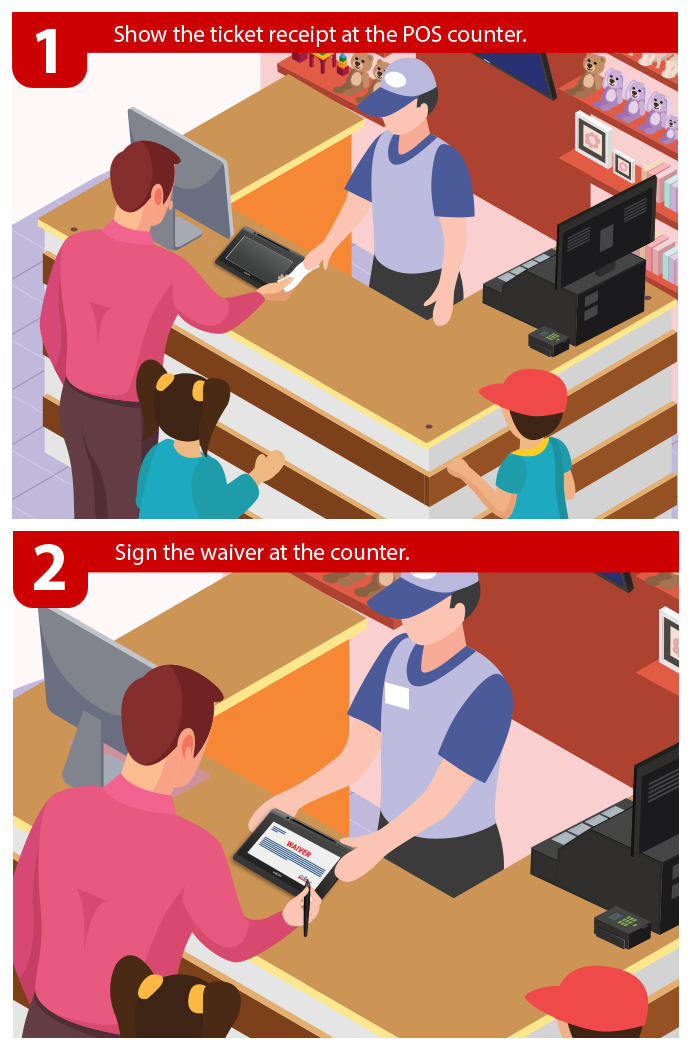 1
Show the ticket receipt at the POS counter.
2
Sign the waiver at the counter.
WAIVER